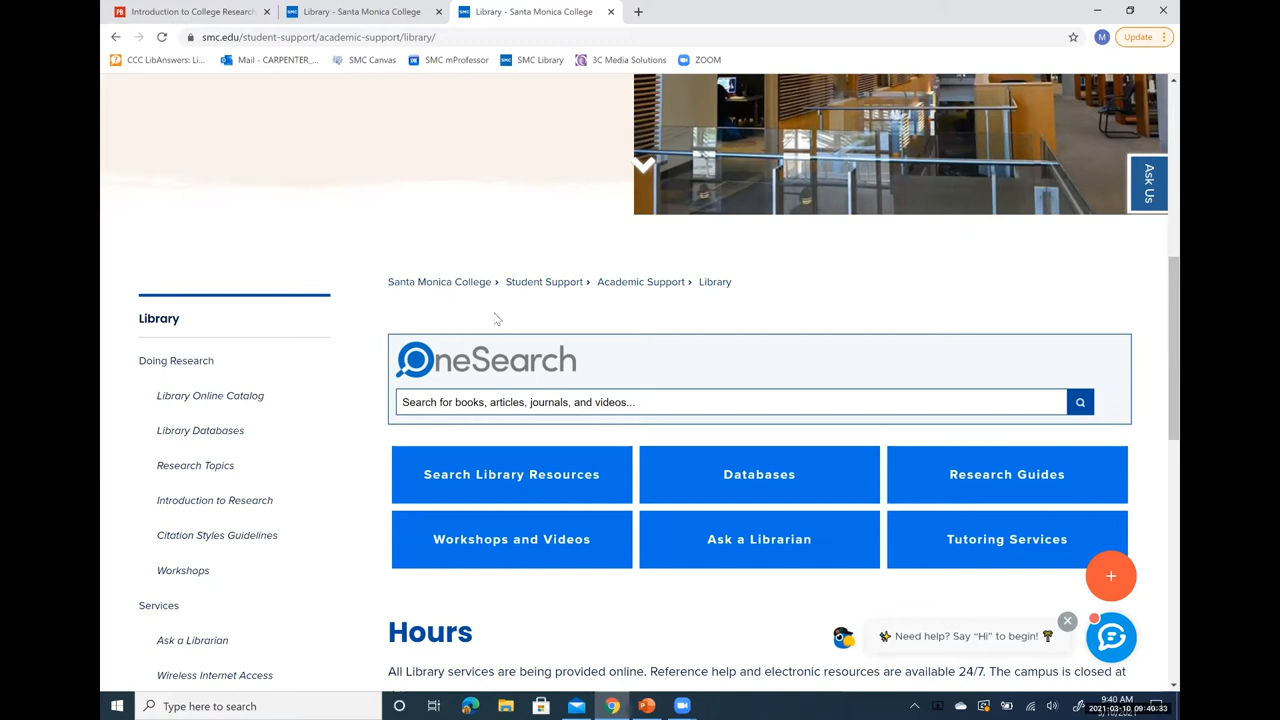 Introduction to College Research
Library - Santa Monica College
Library - Santa Monica College
smc.edu/student-support/academic-support/library/
M
Update
CCC LibAnswers: Li...
Mail - CARPENTER_...
SMC Canvas
SMC mProfessor
SMC Library
3C Media Solutions
ZOOM
Ask Us
Santa Monica College › Student Support › Academic Support › Library
Library
Doing Research
Library Online Catalog
Library Databases
Research Topics
Introduction to Research
Citation Styles Guidelines
Workshops
Services
Ask a Librarian
Wireless Internet Access
OneSearch
Search for books, articles, journals, and videos...
Search Library Resources
Databases
Research Guides
Workshops and Videos
Ask a Librarian
Tutoring Services
Hours
Need help? Say “Hi” to begin!
All Library services are being provided online. Reference help and electronic resources are available 24/7. The campus is closed at
Type here to search
9:40 AM
2021-03-10 09:40:33